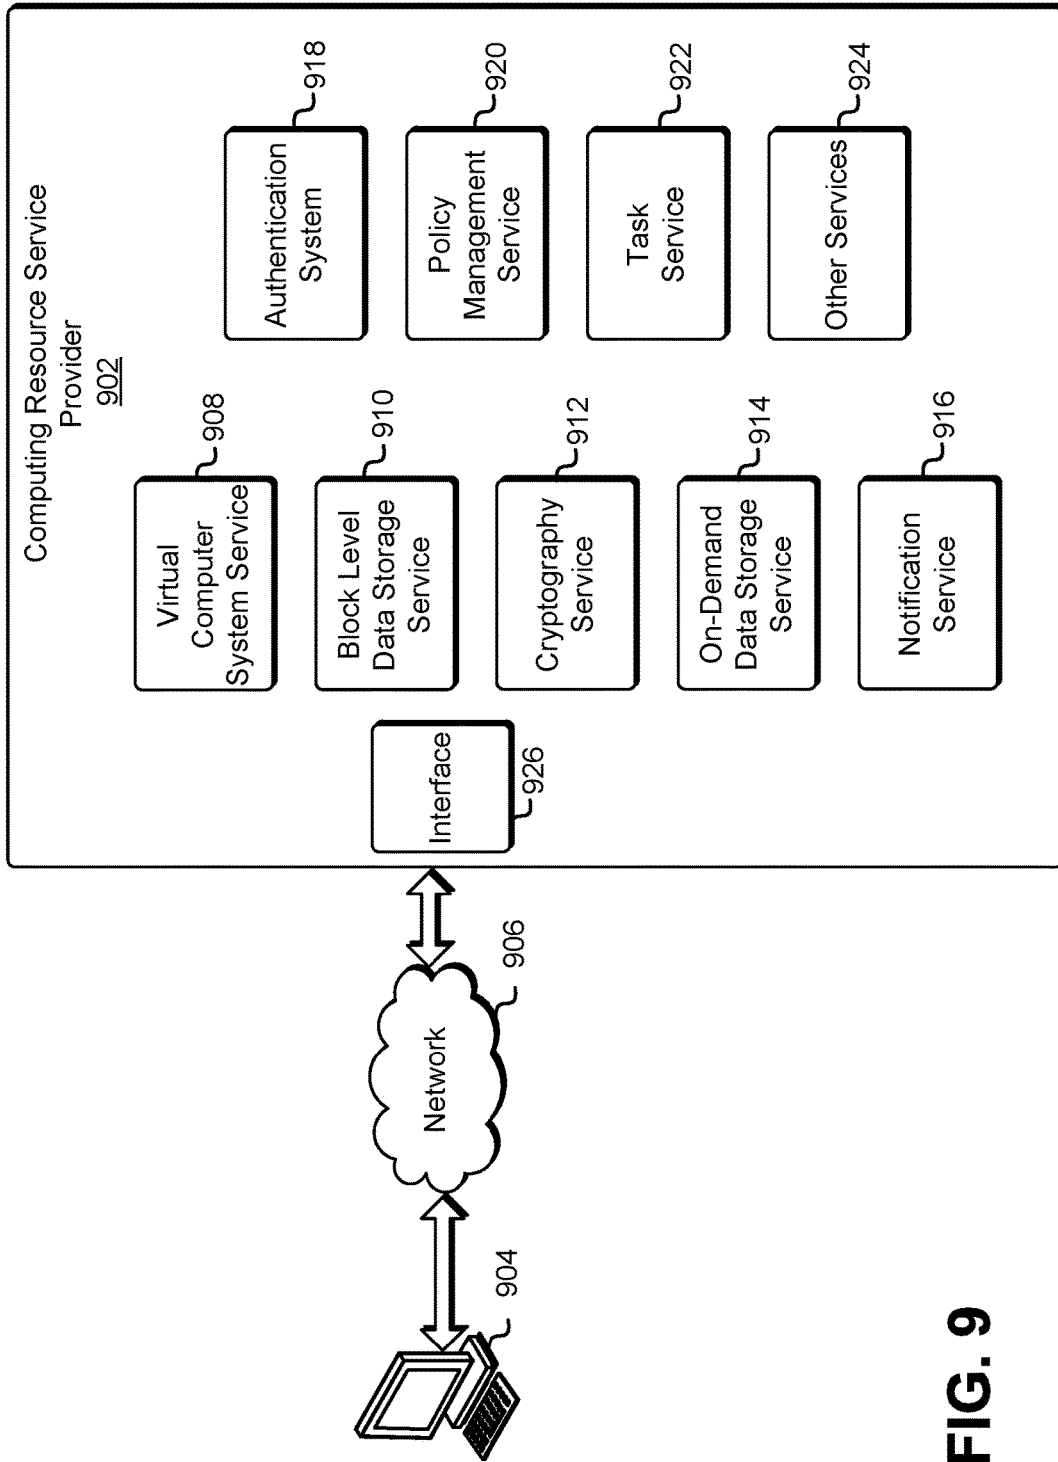 Computing Resource Service
Provider
902
Virtual
Computer
System Service
908
Authentication
System
918
Block Level
Data Storage
Service
910
Policy
Management
Service
920
Interface
926
Cryptography
Service
912
Task
Service
922
On-Demand
Data Storage
Service
914
Other Services
924
Notification
Service
916
Network
906
904
FIG. 9